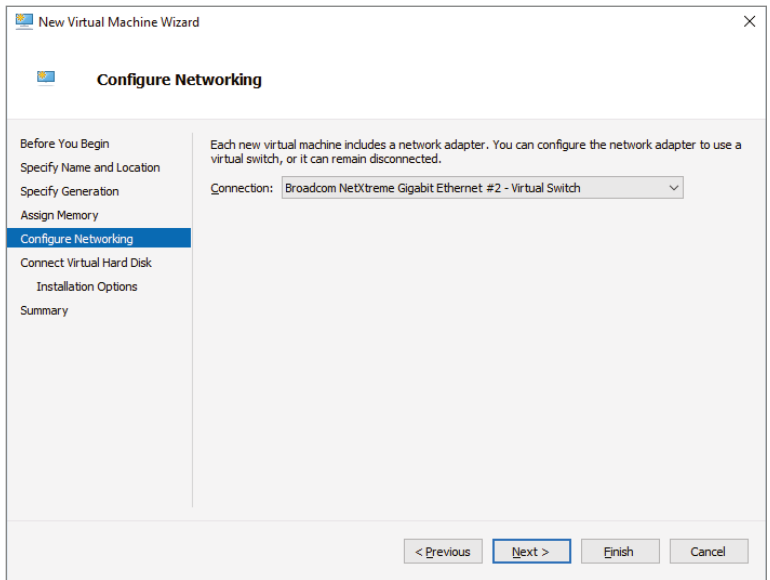 New Virtual Machine Wizard
Configure Networking
Before You Begin
Specify Name and Location
Specify Generation
Assign Memory
Configure Networking
Connect Virtual Hard Disk
Installation Options
Summary
Each new virtual machine includes a network adapter. You can configure the network adapter to use a
virtual switch, or it can remain disconnected.
Connection: Broadcom NetXtreme Gigabit Ethernet #2 - Virtual Switch
< Previous Next > Finish Cancel